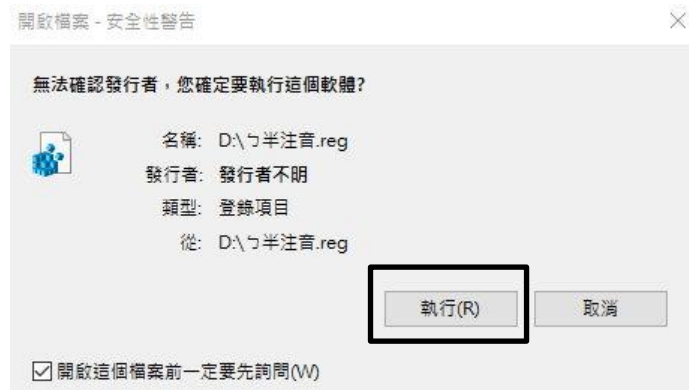 開啟檔案 - 安全性警告
無法確認發行者，您確定要執行這個軟體?
名稱: D:\ㄅ半注音.reg
發行者: 發行者不明
類型: 登錄項目
從: D:\ㄅ半注音.reg
執行(R) 取消
開啟這個檔案前一定要先詢問(W)